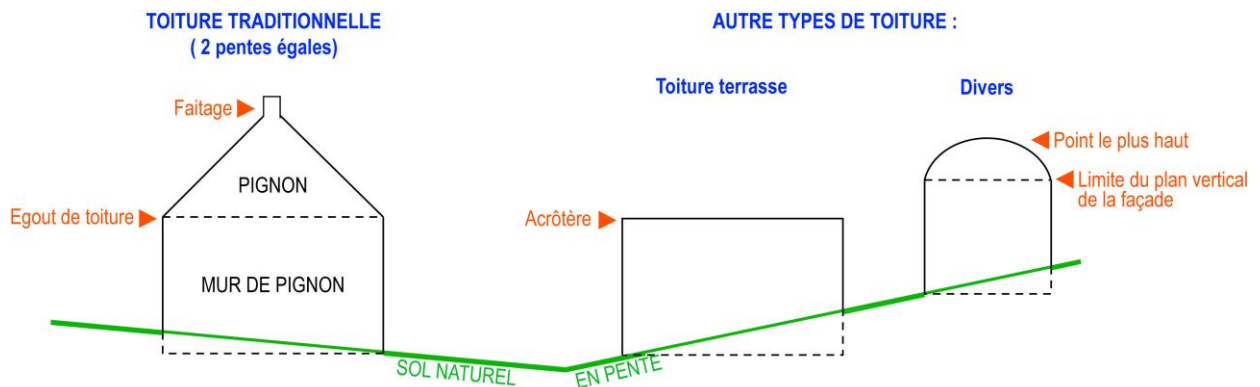 TOITURE TRADITIONNELLE
( 2 pentes égales)
AUTRE TYPES DE TOITURE :
Toiture terrasse
Divers
Faitage
Point le plus haut
PIGNON
Limite du plan vertical
de la façade
Egout de toiture
Acrôtère
MUR DE PIGNON
SOL NATUREL
EN PENTE